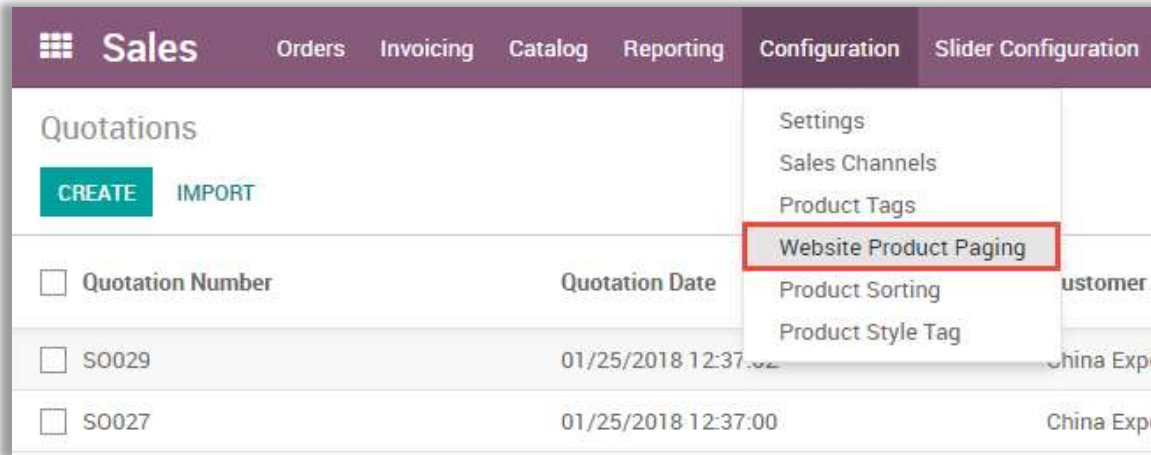 Sales Orders Invoicing Catalog Reporting Configuration Slider Configuration
Quotations
CREATE IMPORT
Settings
Sales Channels
Product Tags
Website Product Paging
Product Sorting
Product Style Tag
Quotation Number Quotation Date
SO029 01/25/2018 China
SO027 01/25/2018 12:37:00 China